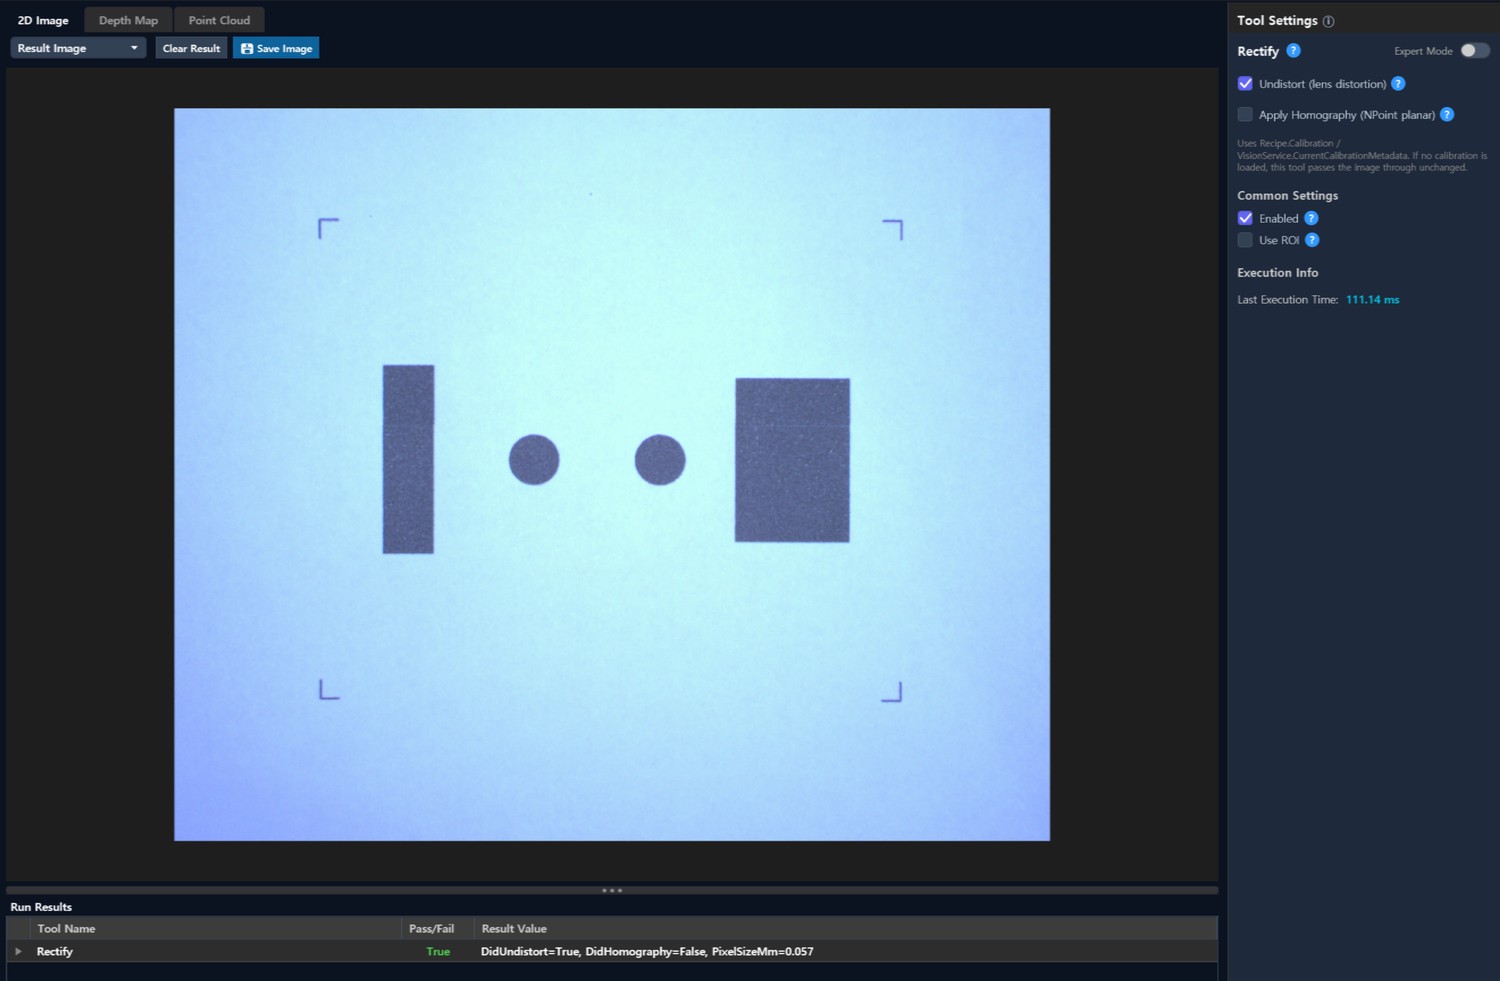 2D Image
Depth Map
Point Cloud
Result Image
Clear Result
Save Image
Tool Settings
Rectify
Expert Mode
Undistort (lens distortion)
Apply Homography (NPoint planar)
Uses Recipe.Calibration /
VisionService.CurrentCalibrationMetadata. If no calibration is
loaded, this tool passes the image through unchanged.
Common Settings
Enabled
Use ROI
Execution Info
Last Execution Time: 111.14 ms
Run Results
Tool Name Pass/Fail Result Value
Rectify True DidUndistort=True, DidHomography=False, PixelSizeMm=0.057